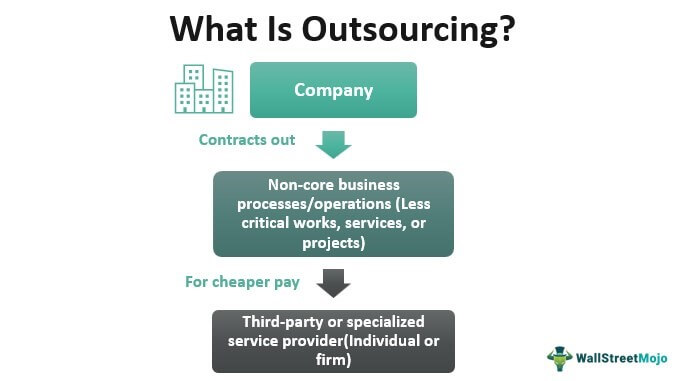 What Is Outsourcing?
Company
Contracts out
Non-core business
processes/operations (Less
critical works, services, or
projects)
For cheaper pay
Third-party or specialized
service provider(Individual or
firm)
WallStreetMojo